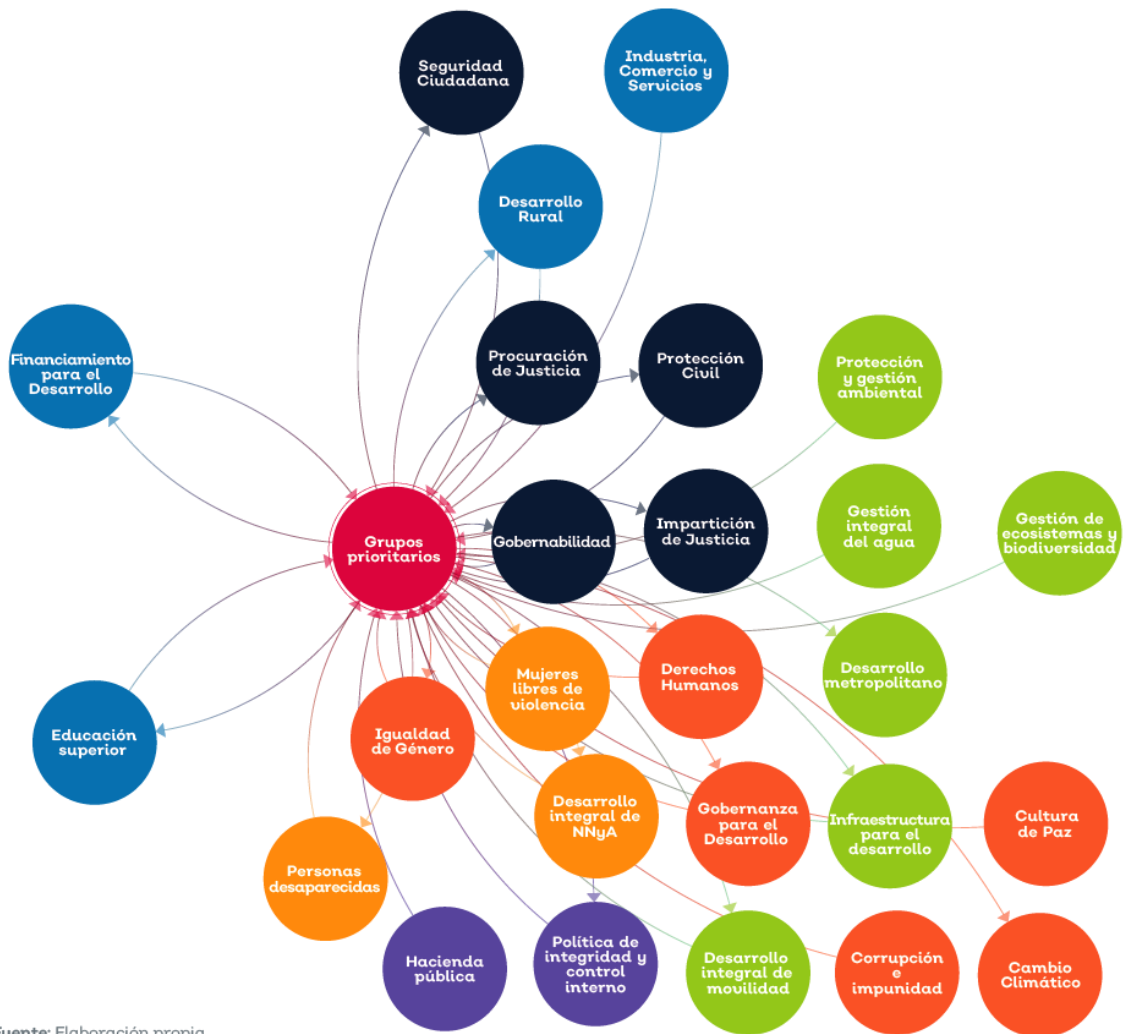 Seguridad
Ciudadana
Industria,
Comercio y
Servicios
Desarrollo
Rural
Financiamiento
para el
Desarrollo
Procuración
de Justicia
Protección
Civil
Protección
y gestión
ambiental
Grupos
prioritarios
Gobernabilidad
Impartición
de Justicia
Gestión
integral
del agua
Gestión de
ecosistemas y
biodiversidad
Mujeres
libres de
violencia
Derechos
Humanos
Desarrollo
metropolitano
Educación
superior
Igualdad
de Género
Desarrollo
integral de
NNyA
Gobernanza
para el
Desarrollo
Infraestructura
para el
desarrollo
Cultura
de Paz
Personas
desaparecidas
Hacienda
pública
Política de
integridad y
control
interno
Desarrollo
integral de
movilidad
Corrupción
e
impunidad
Cambio
Climático
Fuente: Elaboración propia